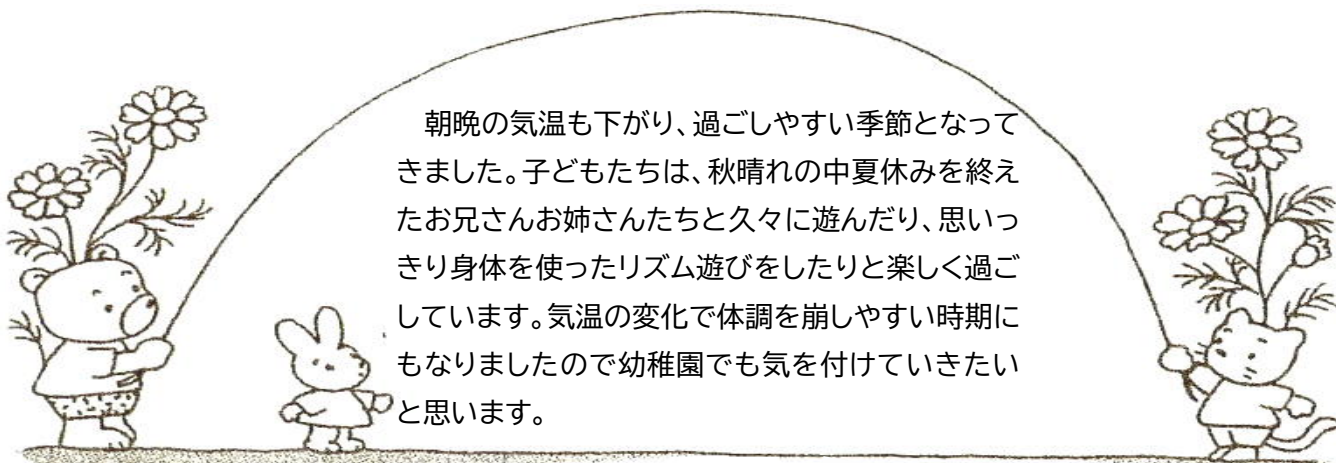 朝晩の気温も下がり、過ごしやすい季節となって
きました。子どもたちは、秋晴れの中夏休みを終え
たお兄さんお姉さんたちと久々に遊んだり、思いっ
きり身体を使ったリズム遊びをしたりと楽しく過ご
しています。気温の変化で体調を崩しやすい時期に
もなりましたので幼稚園でも気を付けていきたい
と思います。